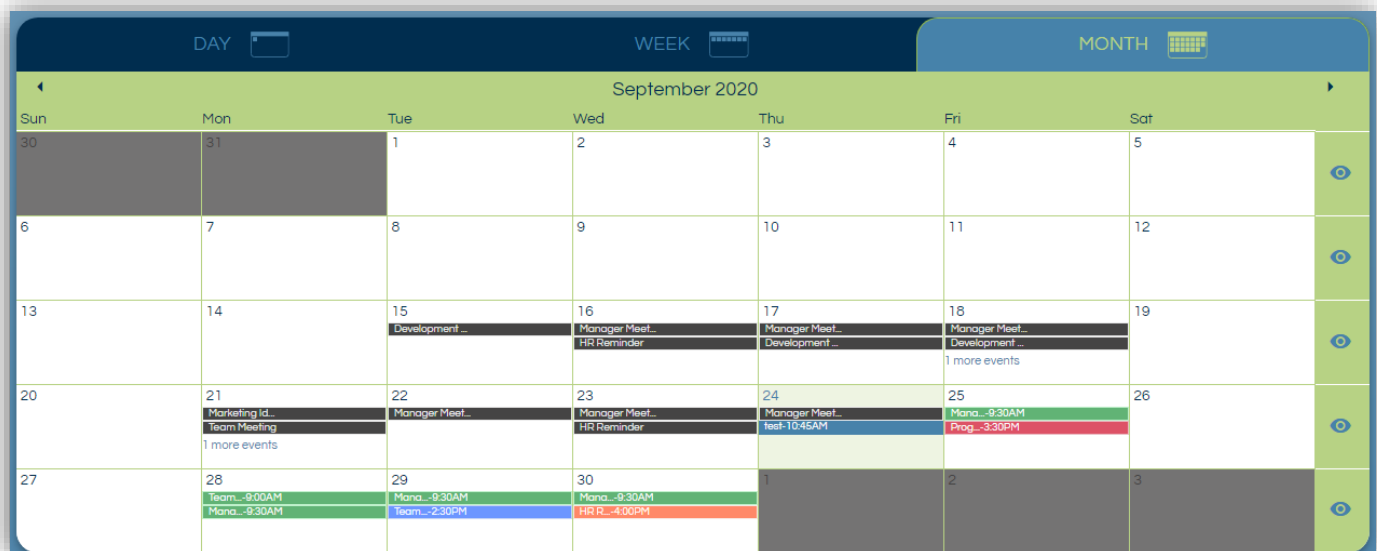 DAY WEEK MONTH
September 2020
Sun Mon Tue Wed Thu Fri Sat
30 31 1 2 3 4 5
6 7 8 9 10 11 12
13 14 15 16 17 18 19
Development ... Manager Meet... Manager Meet... Manager Meet...
HR Reminder Development ... Development ...
1 more events
20 21 22 23 24 25 26
Marketing Id... Manager Meet... Manager Meet... Manager Meet... Mana...-9:30AM
Team Meeting HR Reminder test-10:45AM Prog...-3:30PM
1 more events
27 28 29 30 1 2 3
Team...-9:00AM Mana...-9:30AM Mana...-9:30AM
Mana...-9:30AM Team...-2:30PM HR R...-4:00PM